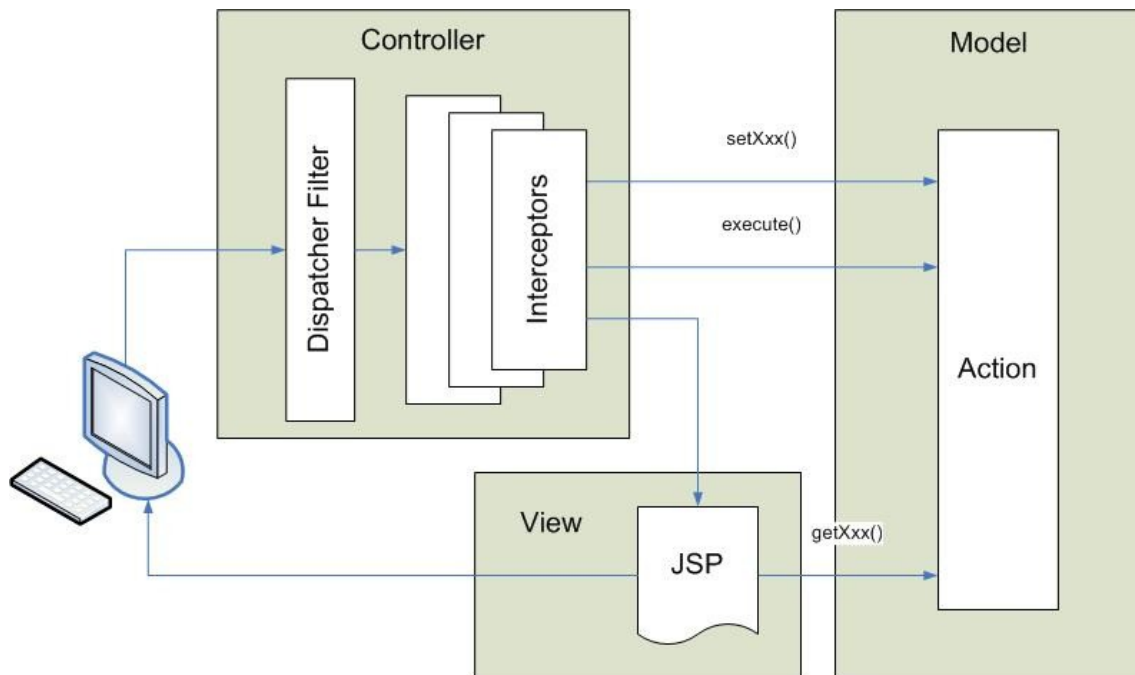 Controller
Model
Dispatcher Filter
Interceptors
setXxx()
execute()
Action
View
JSP
getXxx()